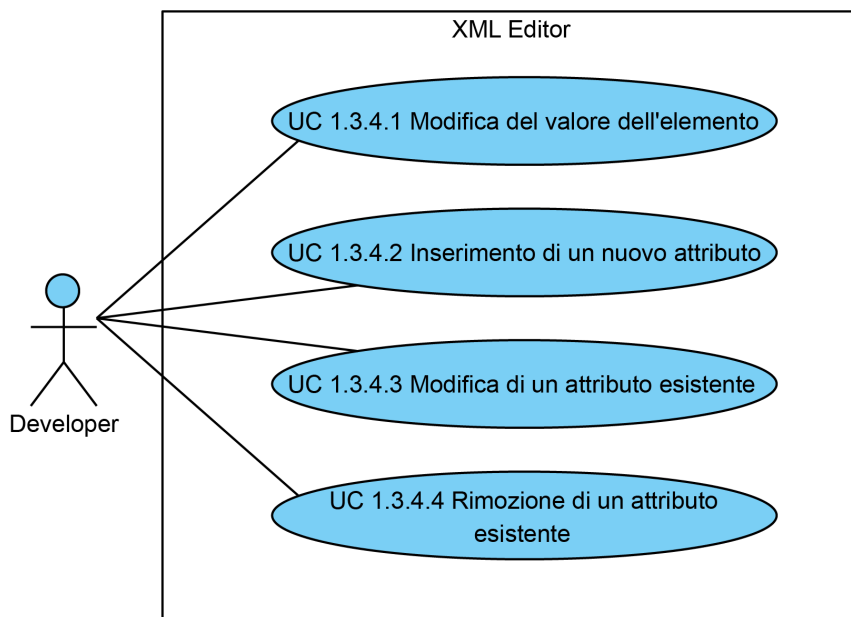 XML Editor
UC 1.3.4.1 Modifica del valore dell'elemento
UC 1.3.4.2 Inserimento di un nuovo attributo
UC 1.3.4.3 Modifica di un attributo esistente
Developer
UC 1.3.4.4 Rimozione di un attributo
esistente